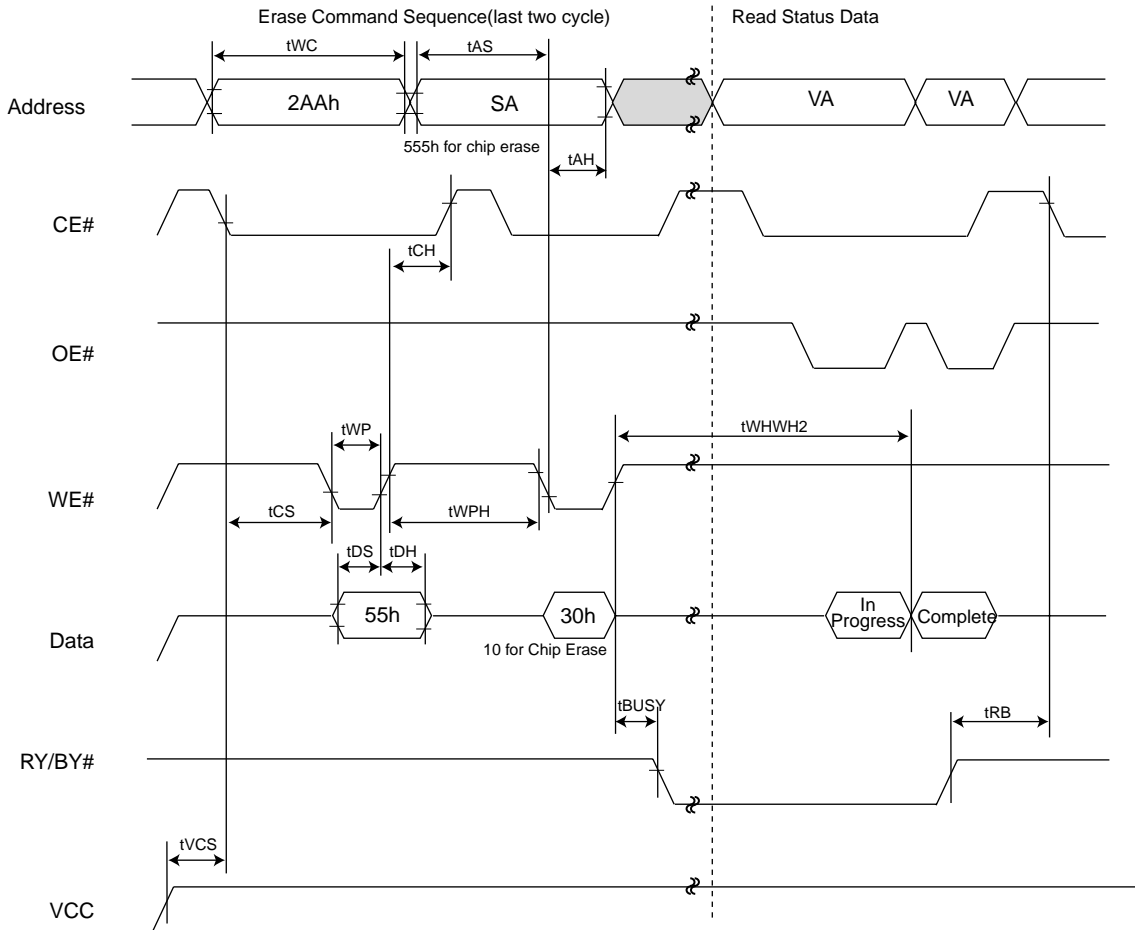 Erase Command Sequence(last two cycle)
Read Status Data
tWC
tAS
Address
2AAh
SA
VA
VA
555h for chip erase
tAH
CE#
tCH
OE#
tWP
tWHWH2
WE#
tCS
tWPH
tDS
tDH
Data
55h
30h
In
Progress
Complete
10 for Chip Erase
tBUSY
tRB
RY/BY#
tVCS
VCC